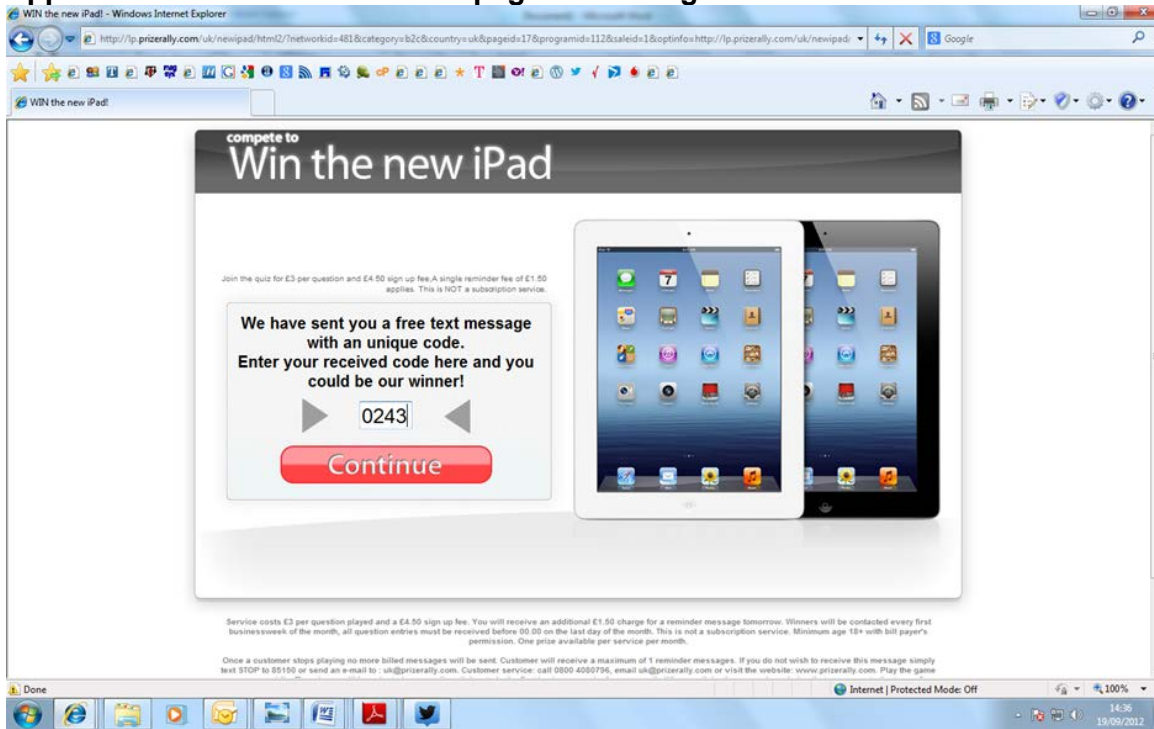 WIN the new iPad! - Windows Internet Explorer
http://lp.prizerally.com/uk/newipad/html2/?networkid=481&category=b2c&country=uk&pageid=17&programid=112&saleid=1&optinfo=http://lp.prizerally.com/uk/newipad/
Google
WIN the new iPad!
compete to
Win the new iPad
Join the quiz for £3 per question and £4.50 sign up fee,A single reminder fee of £1.50
applies. This is NOT a subscription service.
We have sent you a free text message
with an unique code.
Enter your received code here and you
could be our winner!
0243
Continue
Service costs £3 per question played and a £4.50 sign up fee. You will receive an additional £1.50 charge for a reminder message tomorrow. Winners will be contacted every first
businessweek of the month, all question entries must be received before 00.00 on the last day of the month. This is not a subscription service. Minimum age 18+ with bill payer's
permission. One prize available per service per month.
Once a customer stops playing no more billed messages will be sent. Customer will receive a maximum of 1 reminder messages. If you do not wish to receive this message simply
text STOP to 85150 or send an e-mail to : uk@prizerally.com. Customer service: call 0800 4080796, email uk@prizerally.com or visit the website: www.prizerally.com. Play the game
Done
Internet | Protected Mode: Off
100%
14:36
19/09/2012